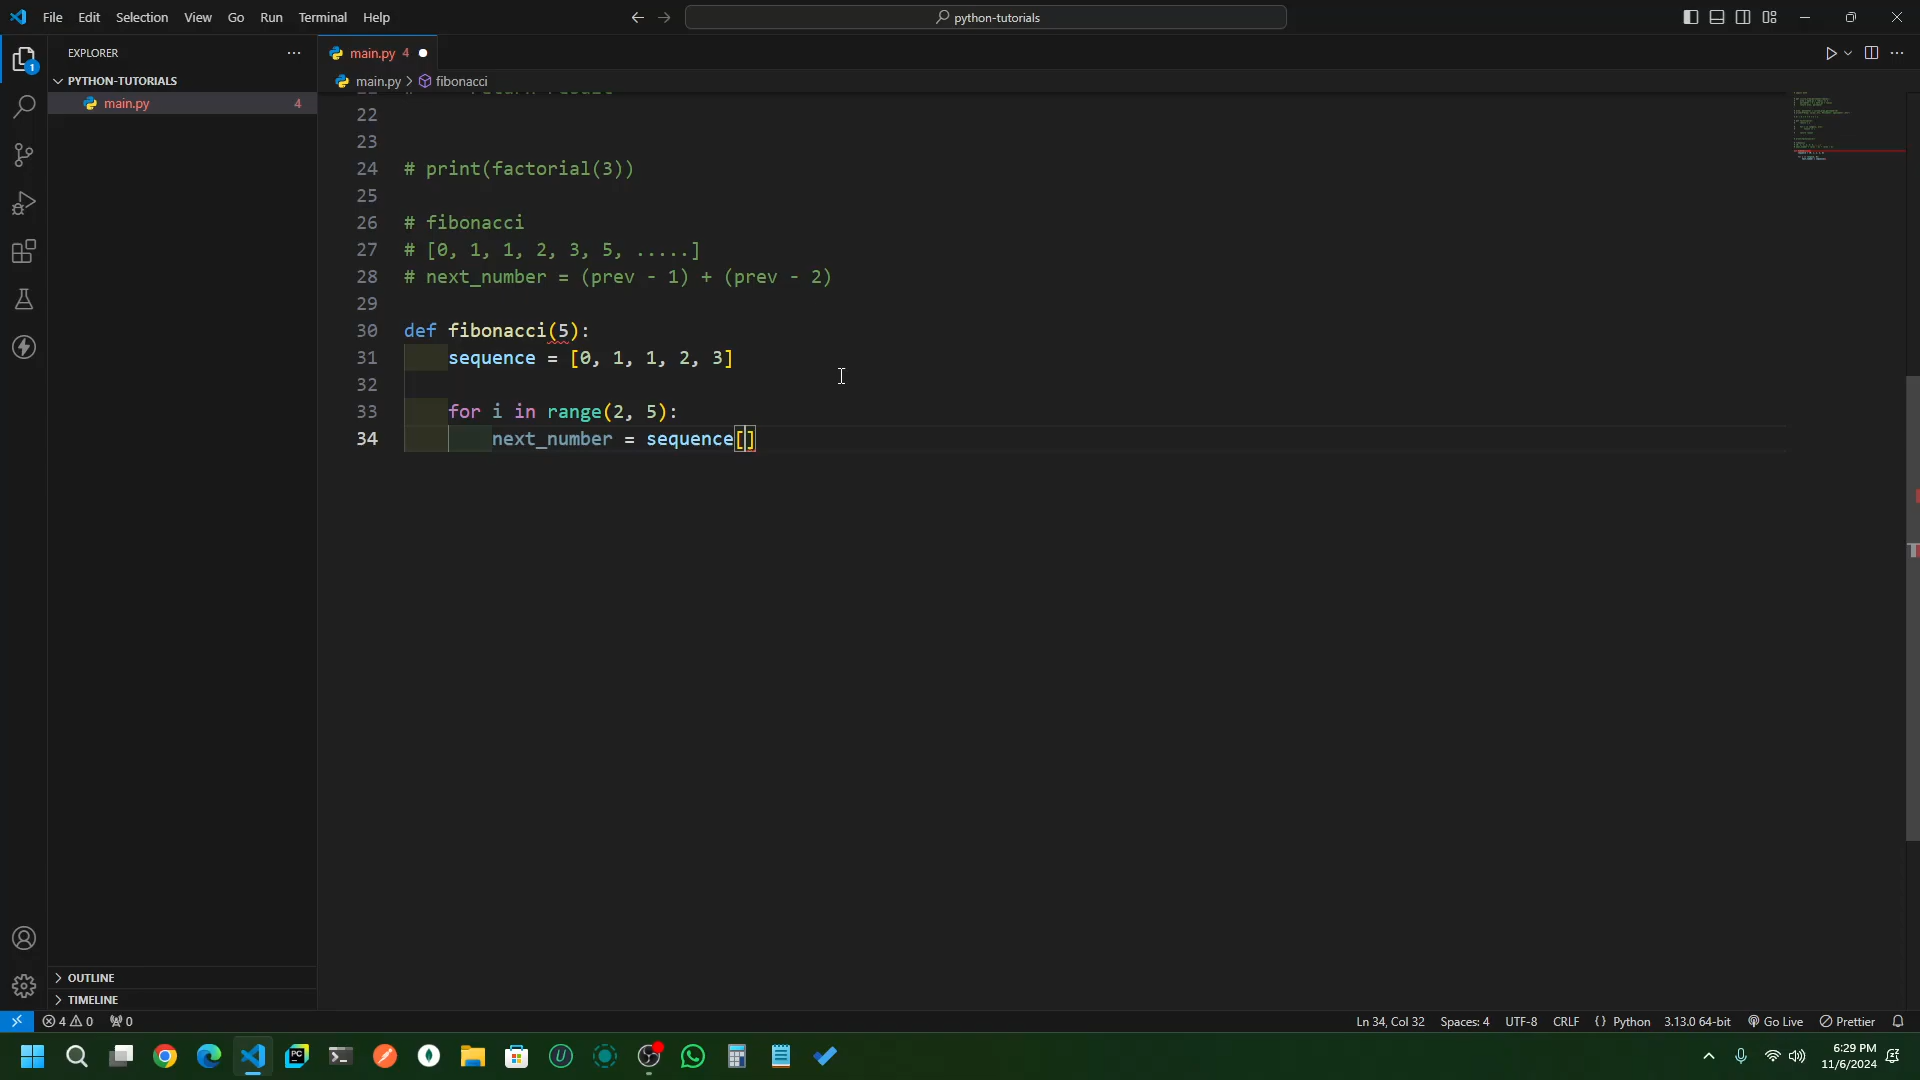 File Edit Selection View Go Run Terminal Help
python-tutorials
EXPLORER
main.py 4
PYTHON-TUTORIALS
main.py > fibonacci
main.py 4
22
23
24 # print(factorial(3))
25
26 # fibonacci
27 # [0, 1, 1, 2, 3, 5, .....]
28 # next_number = (prev - 1) + (prev - 2)
29
30 def fibonacci(5):
31 sequence = [0, 1, 1, 2, 3]
32
33 for i in range(2, 5):
34 next_number = sequence[]
1
OUTLINE
TIMELINE
4 0 0
Ln 34, Col 32 Spaces: 4 UTF-8 CRLF {} Python 3.13.0 64-bit Go Live Prettier
PC
U
6:29 PM
11/6/2024